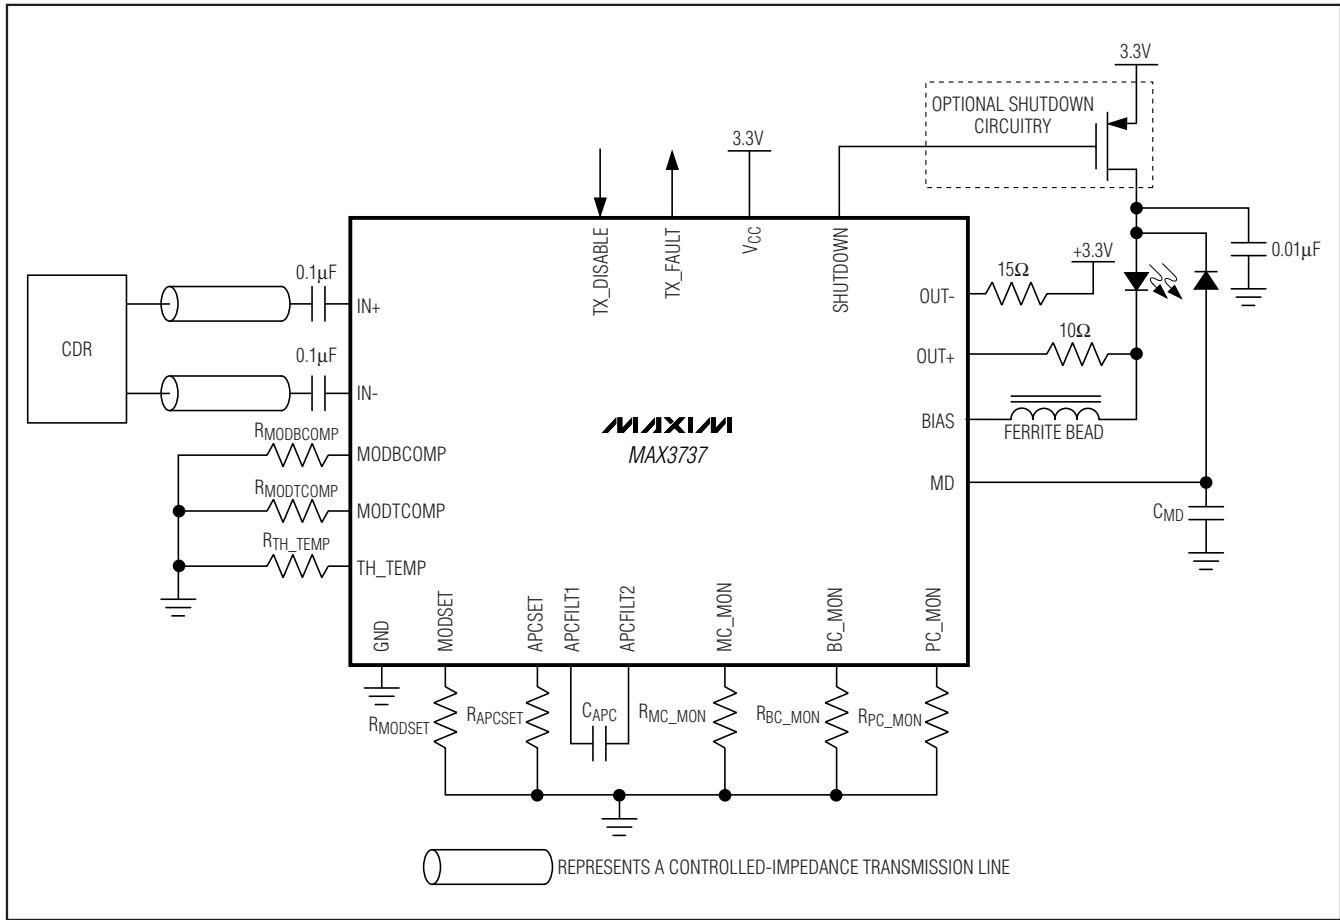 3.3V
OPTIONAL SHUTDOWN
CIRCUITRY
3.3V
TX_DISABLE
TX_FAULT
VCC
SHUTDOWN
0.01µF
+3.3V
15Ω
OUT-
0.1µF
IN+
CDR
10Ω
OUT+
0.1µF
IN-
MAXIM
MAX3737
BIAS
FERRITE BEAD
RMODBCOMP
MODBCOMP
MD
RMODTCOMP
MODTCOMP
CMD
RTH_TEMP
TH_TEMP
GND
MODSET
APCSET
APCFILT1
APCFILT2
MC_MON
BC_MON
PC_MON
RMODSET
RAPCSET
CAPC
RMC_MON
RBC_MON
RPC_MON
REPRESENTS A CONTROLLED-IMPEDANCE TRANSMISSION LINE